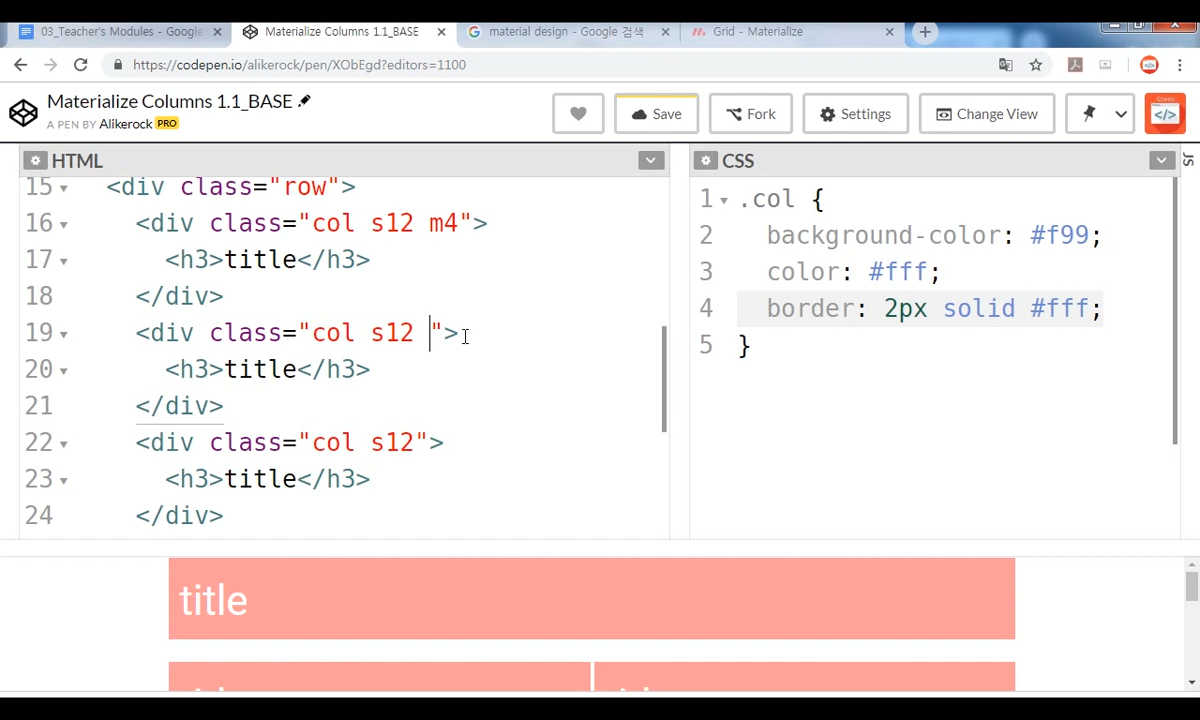 03_Teacher's Modules - Google
Materialize Columns 1.1_BASE
material design - Google 검색
Grid - Materialize
https://codepen.io/alikerock/pen/XObEgd?editors=1100
Materialize Columns 1.1_BASE
A PEN BY Alikerock PRO
Save
Fork
Settings
Change View
HTML
15 <div class="row">
16 <div class="col s12 m4">
17 <h3>title</h3>
18 </div>
19 <div class="col s12 ">
20 <h3>title</h3>
21 </div>
22 <div class="col s12">
23 <h3>title</h3>
24 </div>
CSS
1 .col {
2 background-color: #f99;
3 color: #fff;
4 border: 2px solid #fff;
5 }
JS
title